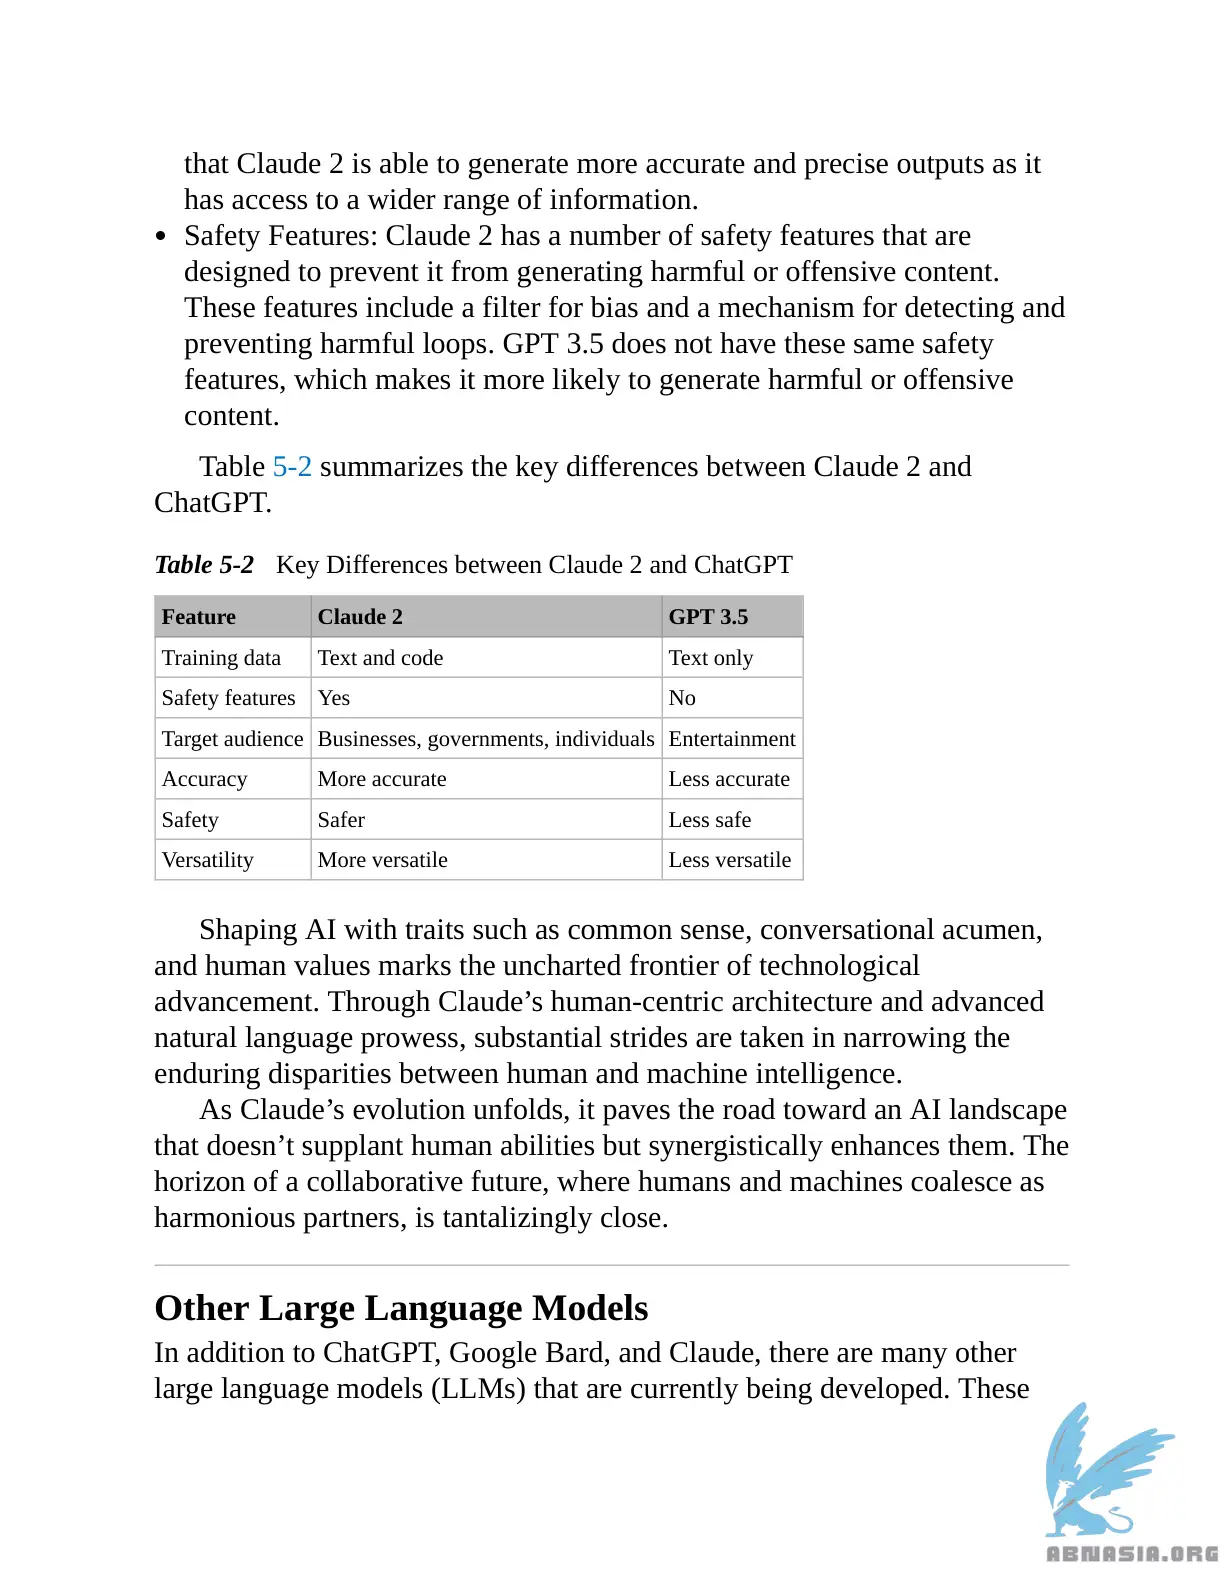 that Claude 2 is able to generate more accurate and precise outputs as it
has access to a wider range of information.
• Safety Features: Claude 2 has a number of safety features that are
designed to prevent it from generating harmful or offensive content.
These features include a filter for bias and a mechanism for detecting and
preventing harmful loops. GPT 3.5 does not have these same safety
features, which makes it more likely to generate harmful or offensive
content.
Table 5-2 summarizes the key differences between Claude 2 and
ChatGPT.
Table 5-2 Key Differences between Claude 2 and ChatGPT
Feature Claude 2 GPT 3.5
Training data Text and code Text only
Safety features Yes No
Target audience Businesses, governments, individuals Entertainment
Accuracy More accurate Less accurate
Safety Safer Less safe
Versatility More versatile Less versatile
Shaping AI with traits such as common sense, conversational acumen,
and human values marks the uncharted frontier of technological
advancement. Through Claude’s human-centric architecture and advanced
natural language prowess, substantial strides are taken in narrowing the
enduring disparities between human and machine intelligence.
As Claude’s evolution unfolds, it paves the road toward an AI landscape
that doesn’t supplant human abilities but synergistically enhances them. The
horizon of a collaborative future, where humans and machines coalesce as
harmonious partners, is tantalizingly close.
Other Large Language Models
In addition to ChatGPT, Google Bard, and Claude, there are many other
large language models (LLMs) that are currently being developed. These
ABNASIA.ORG